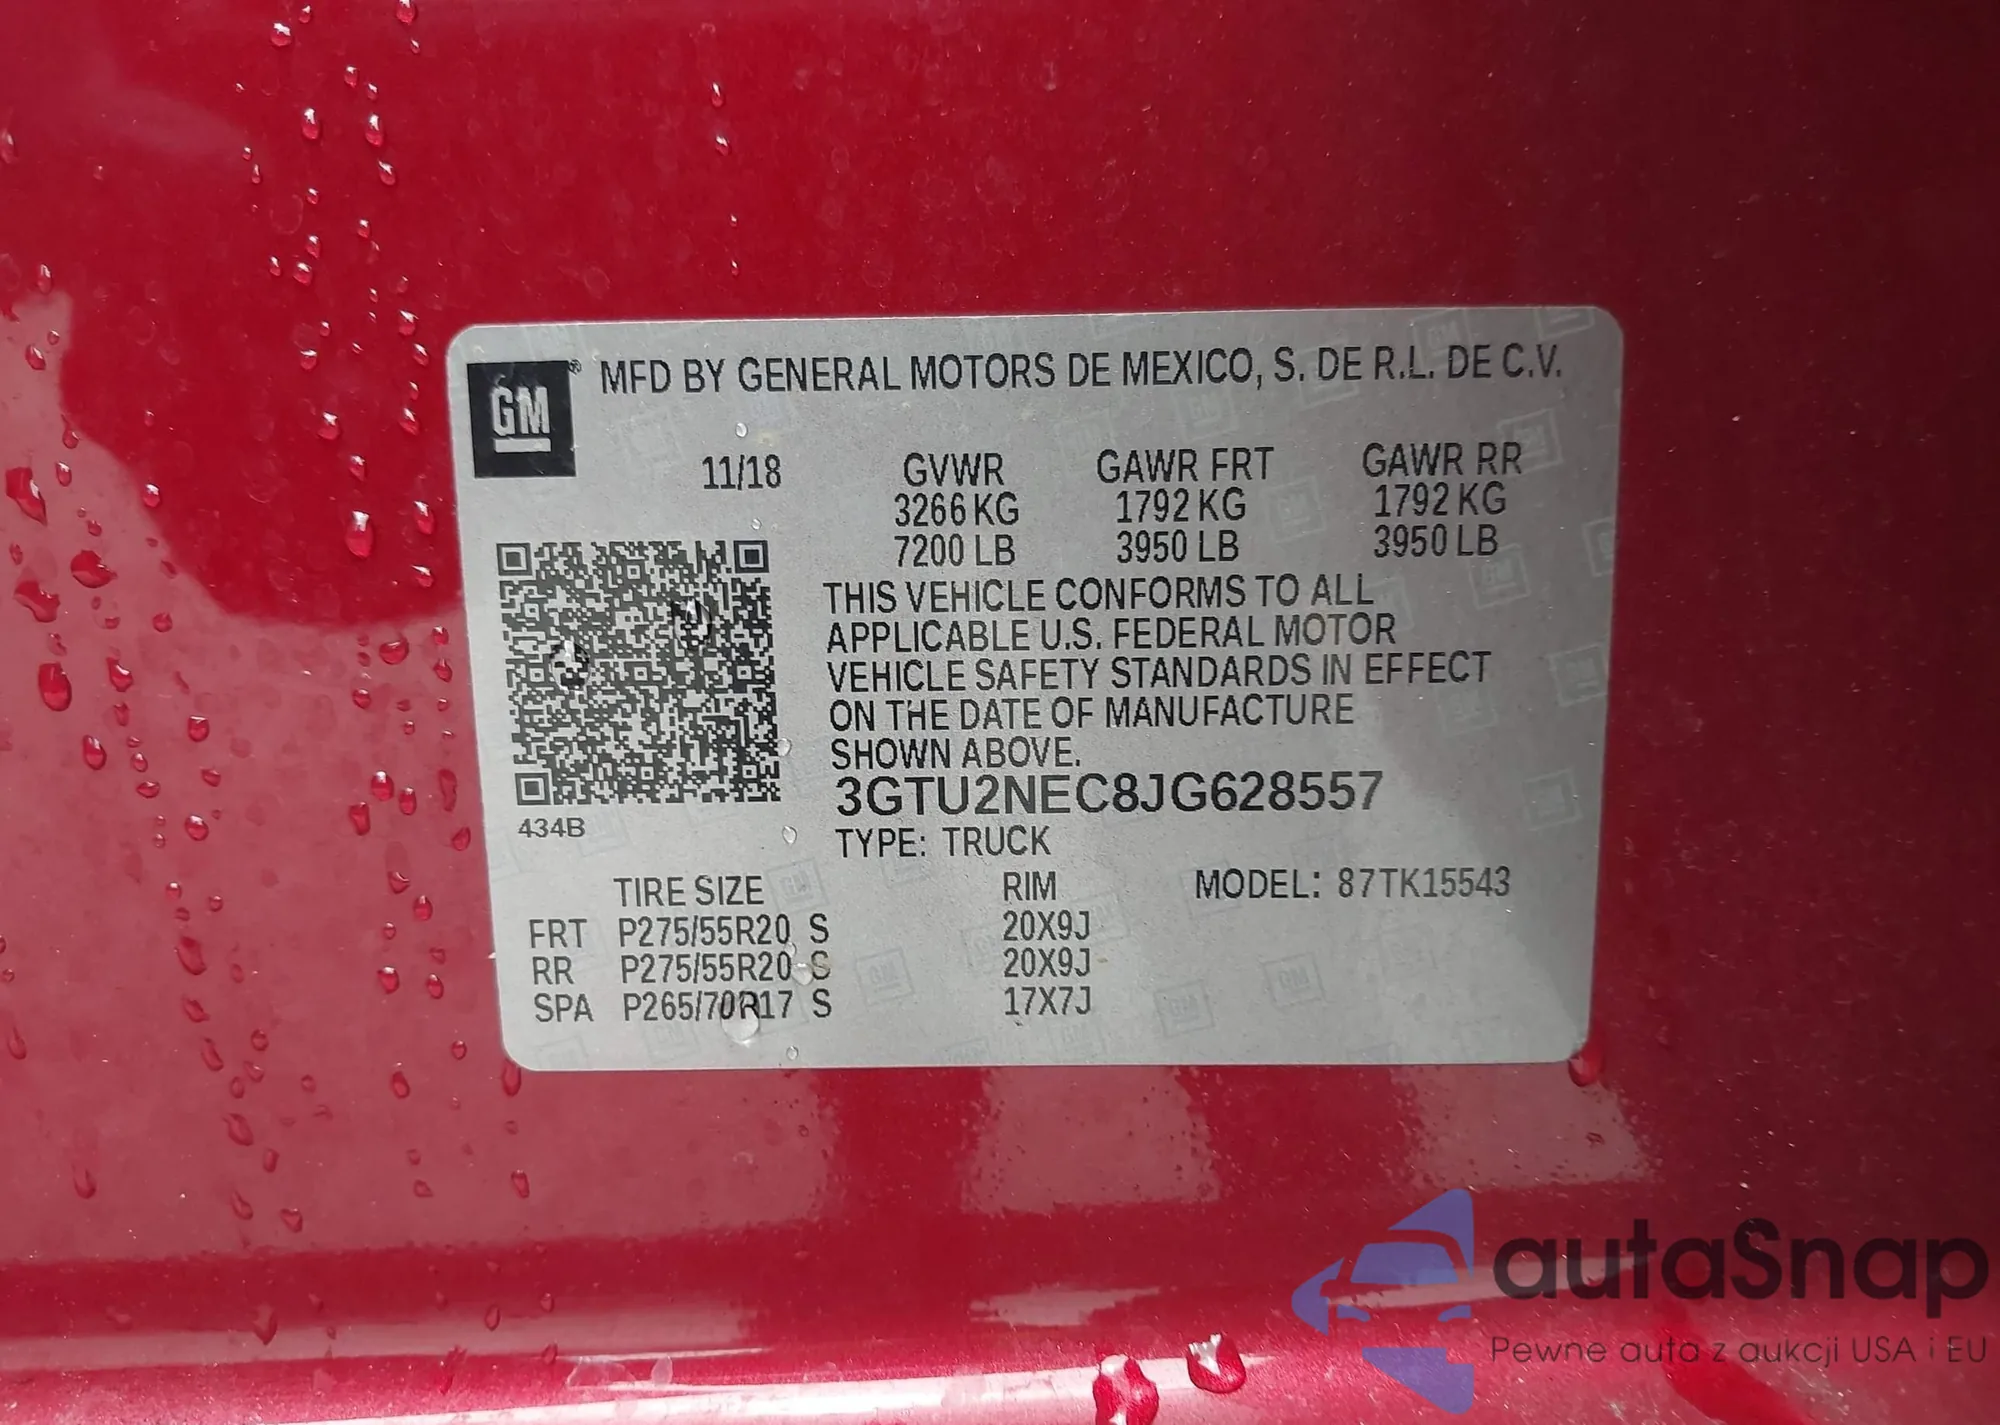 GM® MFD BY GENERAL MOTORS DE MEXICO, S. DE R.L. DE C.V.
11/18 GVWR GAWR FRT GAWR RR
3266 KG 1792 KG 1792 KG
7200 LB 3950 LB 3950 LB
THIS VEHICLE CONFORMS TO ALL
APPLICABLE U.S. FEDERAL MOTOR
VEHICLE SAFETY STANDARDS IN EFFECT
ON THE DATE OF MANUFACTURE
SHOWN ABOVE.
3GTU2NEC8JG628557
434B
TYPE: TRUCK
TIRE SIZE RIM MODEL: 87TK15543
FRT P275/55R20 S 20X9J
RR P275/55R20 S 20X9J
SPA P265/70R17 S 17X7J
autaSnap
Pewne auta z aukcji USA i EU